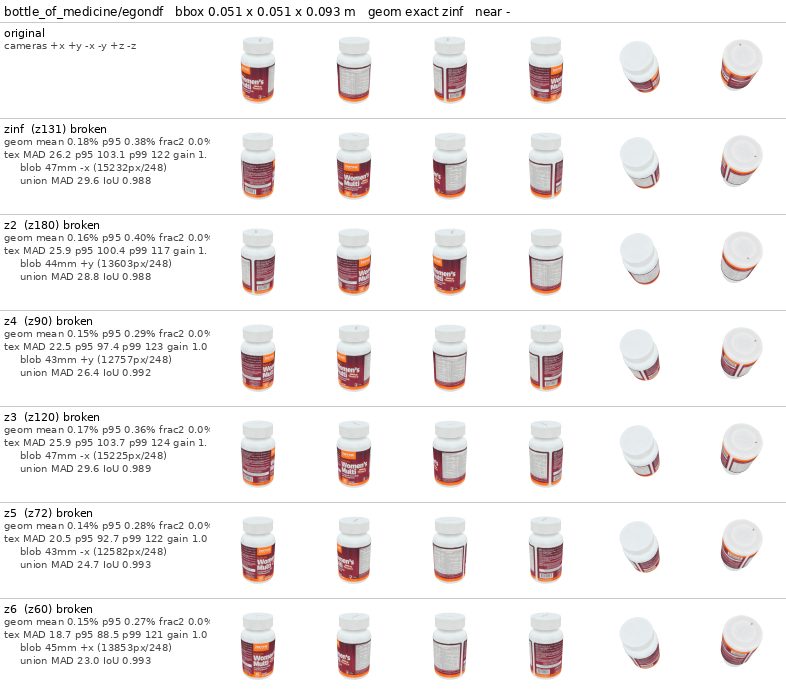 bottle_of_medicine/egondf bbox 0.051 x 0.051 x 0.093 m geom exact zinf near -
original
cameras +x +y -x -y +z -z
zinf (z131) broken
geom mean 0.18% p95 0.38% frac2 0.0%
tex MAD 26.2 p95 103.1 p99 122 gain 1.
blob 47mm -x (15232px/248)
union MAD 29.6 IoU 0.988
z2 (z180) broken
geom mean 0.16% p95 0.40% frac2 0.0%
tex MAD 25.9 p95 100.4 p99 117 gain 1.
blob 44mm +y (13603px/248)
union MAD 28.8 IoU 0.988
z4 (z90) broken
geom mean 0.15% p95 0.29% frac2 0.0%
tex MAD 22.5 p95 97.4 p99 123 gain 1.0
blob 43mm +y (12757px/248)
union MAD 26.4 IoU 0.992
z3 (z120) broken
geom mean 0.17% p95 0.36% frac2 0.0%
tex MAD 25.9 p95 103.7 p99 124 gain 1.
blob 47mm -x (15225px/248)
union MAD 29.6 IoU 0.989
z5 (z72) broken
geom mean 0.14% p95 0.28% frac2 0.0%
tex MAD 20.5 p95 92.7 p99 122 gain 1.0
blob 43mm -x (12582px/248)
union MAD 24.7 IoU 0.993
z6 (z60) broken
geom mean 0.15% p95 0.27% frac2 0.0%
tex MAD 18.7 p95 88.5 p99 121 gain 1.0
blob 45mm +x (13853px/248)
union MAD 23.0 IoU 0.993